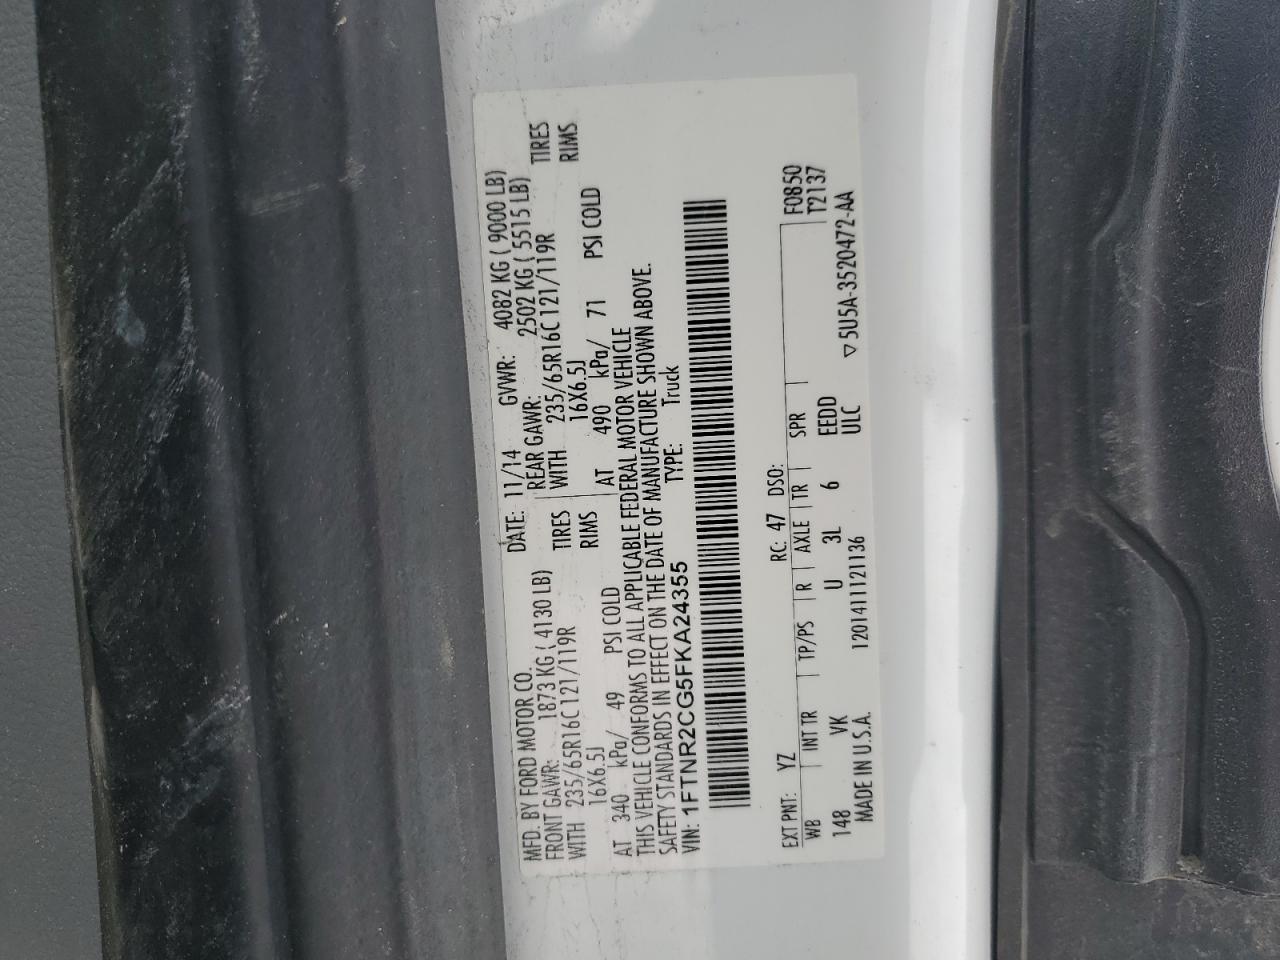 MFD. BY FORD MOTOR CO.
DATE: 11/14 GVWR: 4082 KG ( 9000 LB)
FRONT GAWR: 1873 KG ( 4130 LB) REAR GAWR: 2502 KG ( 5515 LB)
WITH 235/65R16C 121/119R TIRES WITH 235/65R16C 121/119R TIRES
16X6.5J RIMS 16X6.5J RIMS
AT 340 kPa/ 49 PSI COLD AT 490 kPa/ 71 PSI COLD
THIS VEHICLE CONFORMS TO ALL APPLICABLE FEDERAL MOTOR VEHICLE
SAFETY STANDARDS IN EFFECT ON THE DATE OF MANUFACTURE SHOWN ABOVE.
VIN: 1FTNR2CG5FKA24355 TYPE: Truck
EXT PNT: YZ RC: 47 DSO: F0850
WB INT TR TP/PS R AXLE TR SPR T2137
148 VK U 3L 6 EEDD
MADE IN U.S.A. 12014111121136 ULC ▽5U5A-3520472-AA